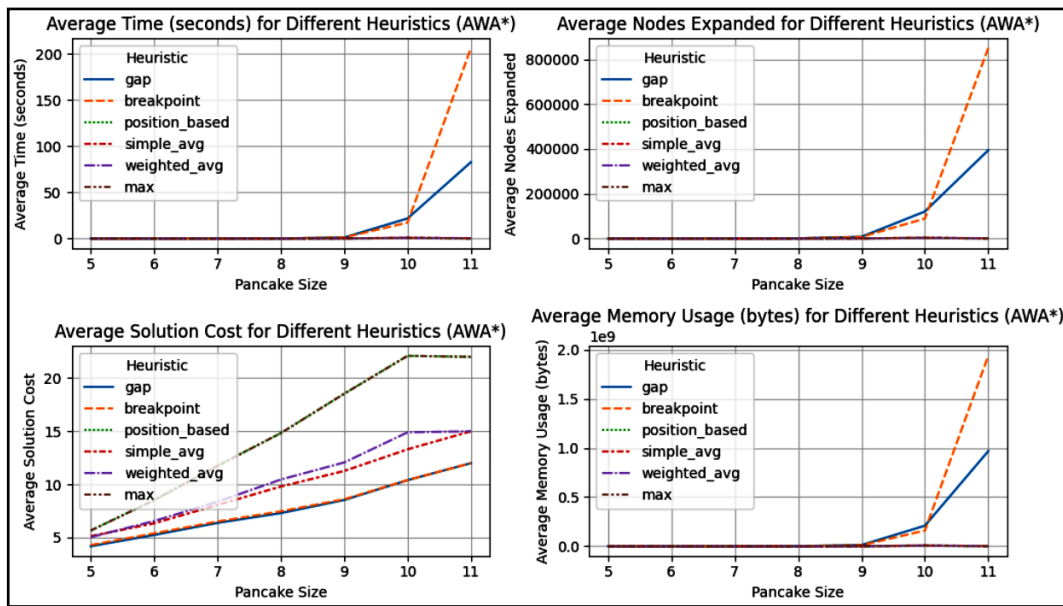 Average Time (seconds) for Different Heuristics (AWA*)
Average Time (seconds)
200
150
100
50
0
Heuristic
gap
breakpoint
position_based
simple_avg
weighted_avg
max
5 6 7 8 9 10 11
Pancake Size
Average Nodes Expanded for Different Heuristics (AWA*)
Average Nodes Expanded
800000
600000
400000
200000
0
Heuristic
gap
breakpoint
position_based
simple_avg
weighted_avg
max
5 6 7 8 9 10 11
Pancake Size
Average Solution Cost for Different Heuristics (AWA*)
Average Solution Cost
20
15
10
5
Heuristic
gap
breakpoint
position_based
simple_avg
weighted_avg
max
5 6 7 8 9 10 11
Pancake Size
Average Memory Usage (bytes) for Different Heuristics (AWA*)
1e9
Average Memory Usage (bytes)
2.0
1.5
1.0
0.5
0.0
Heuristic
gap
breakpoint
position_based
simple_avg
weighted_avg
max
5 6 7 8 9 10 11
Pancake Size